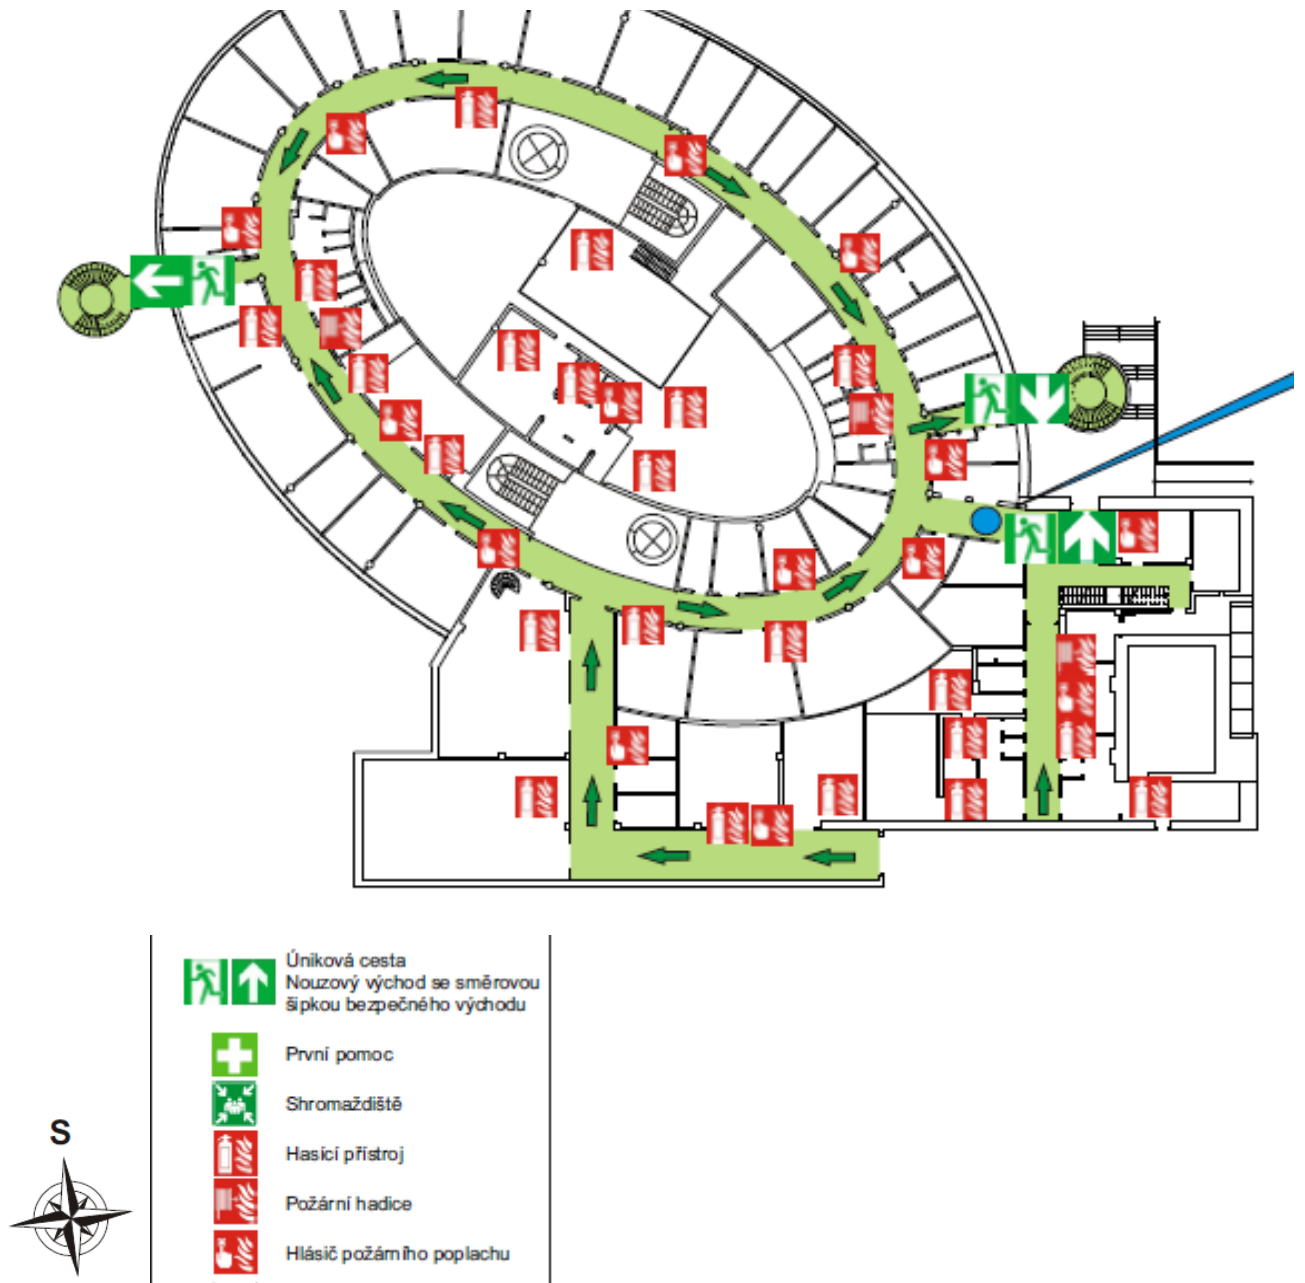 Úniková cesta
Nouzový východ se směrovou
šipkou bezpečného východu
První pomoc
Shromaždiště
S
Hasící přístroj
Požární hadice
Hlásič požárního poplachu